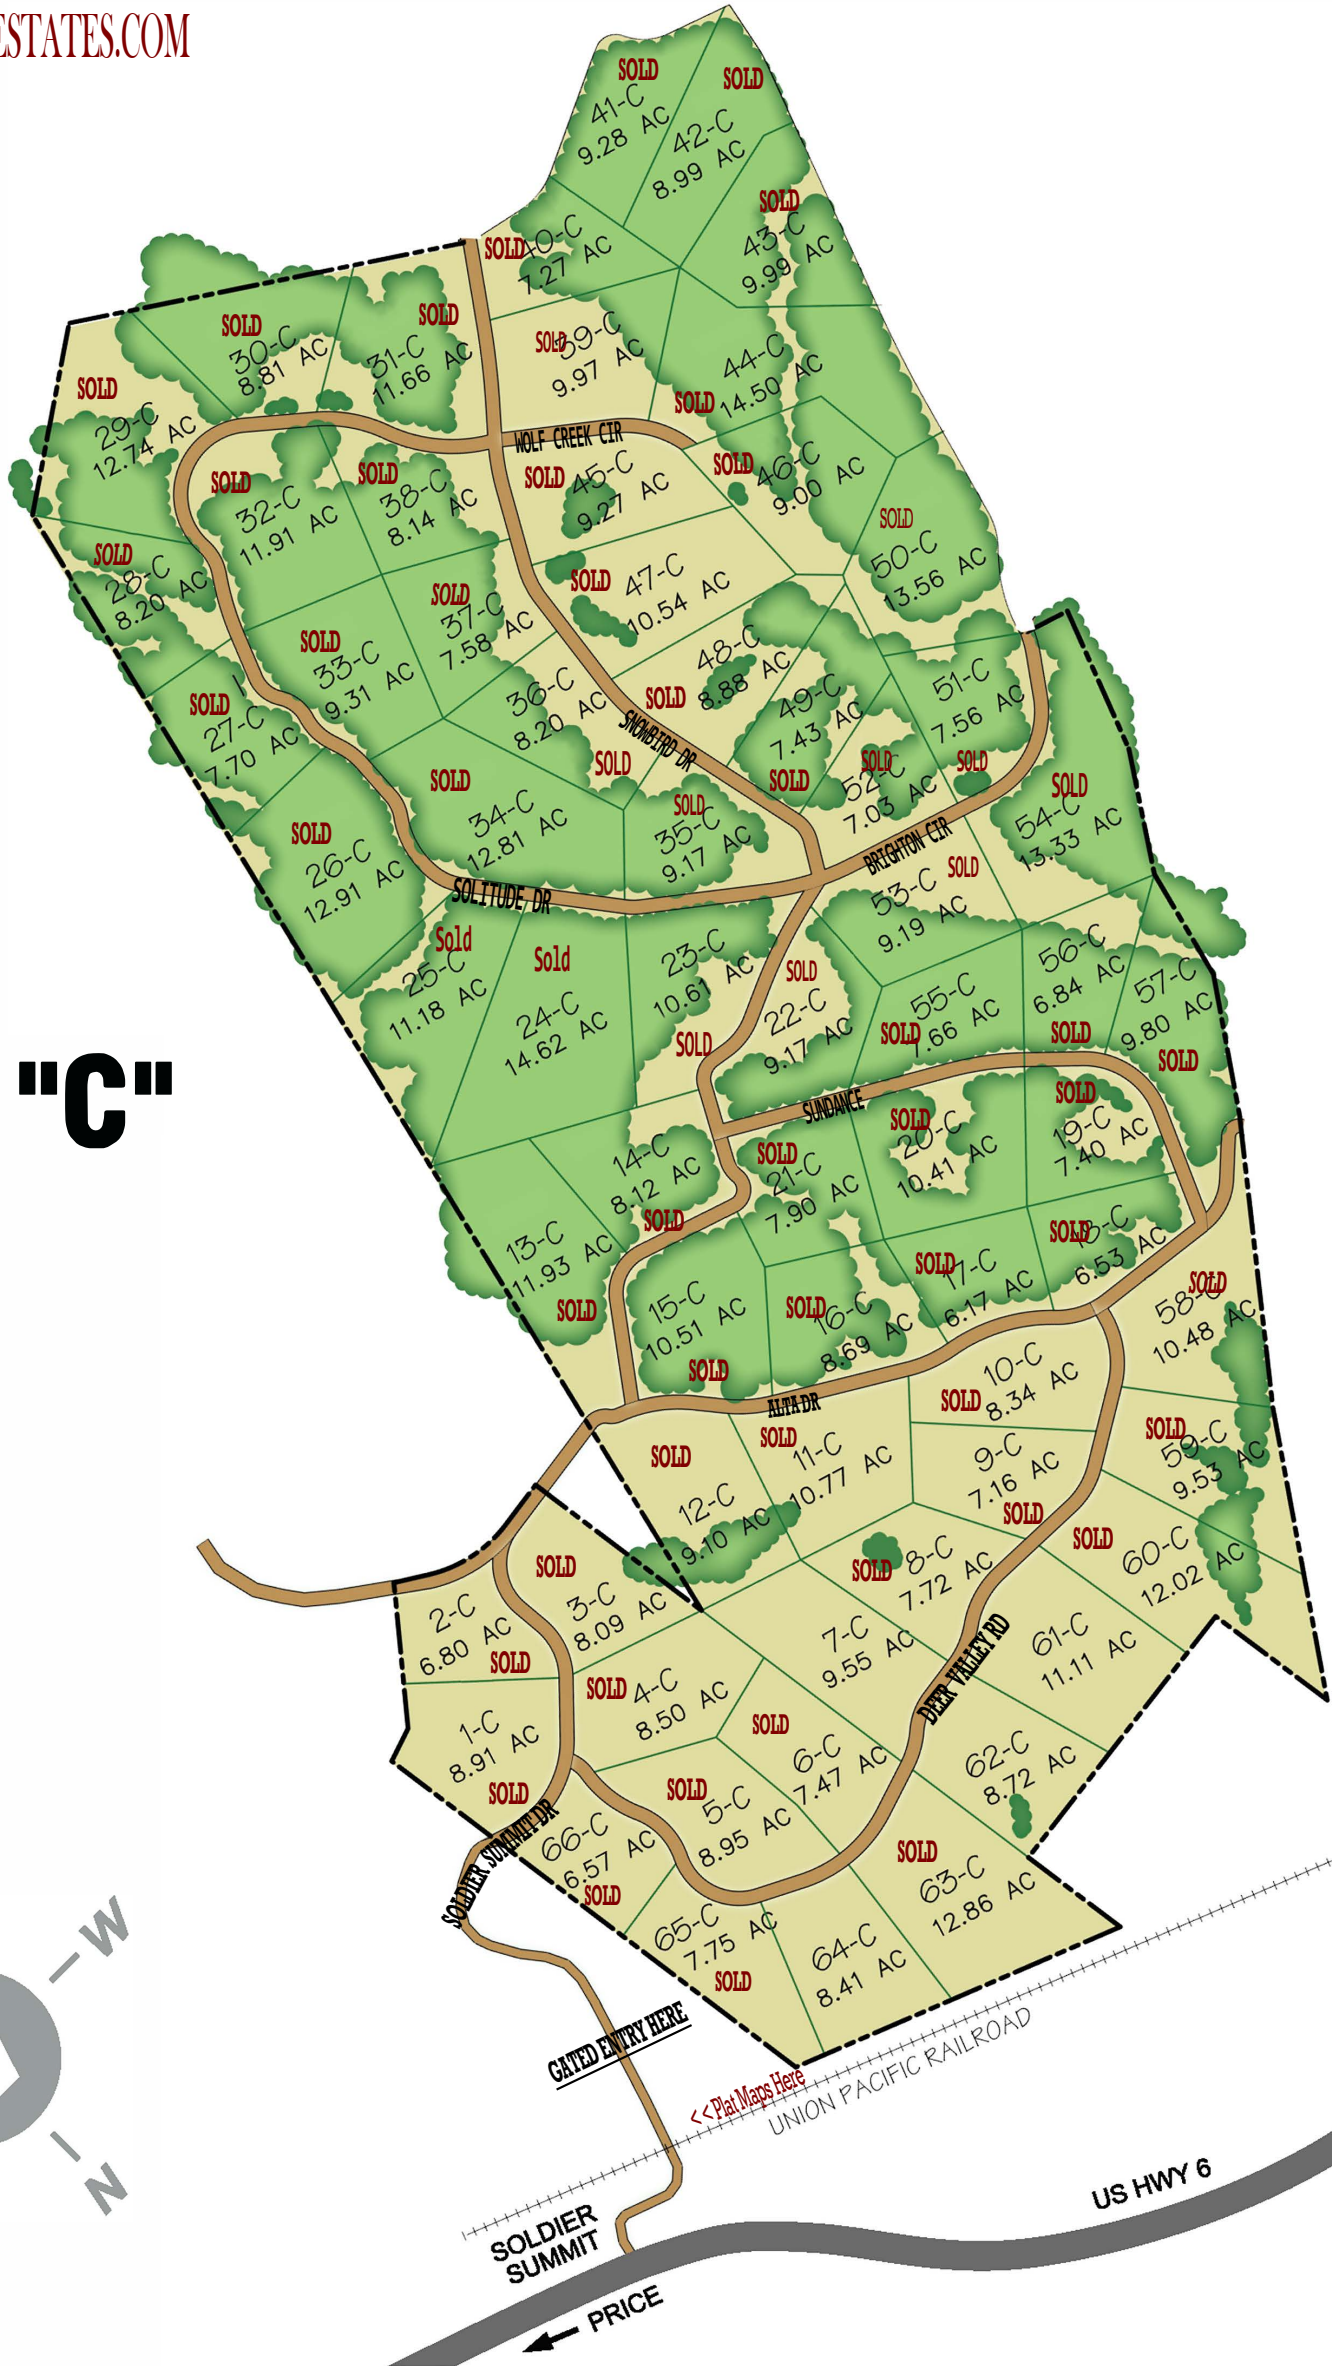 ESTATES.COM
SOLD
41-C
9.28 AC
SOLD
42-C
8.99 AC
SOLD
43-C
9.99 AC
SOLD
40-C
7.27 AC
SOLD
30-C
8.81 AC
SOLD
31-C
11.66 AC
SOLD
39-C
9.97 AC
SOLD
29-C
12.74 AC
44-C
14.50 AC
SOLD
WOLF CREEK CIR
SOLD
32-C
11.91 AC
SOLD
38-C
8.14 AC
SOLD
45-C
9.27 AC
SOLD
46-C
9.00 AC
SOLD
50-C
13.56 AC
SOLD
28-C
8.20 AC
SOLD
37-C
7.58 AC
SOLD
47-C
10.54 AC
SOLD
33-C
9.31 AC
48-C
8.88 AC
SOLD
SOLD
27-C
7.70 AC
36-C
8.20 AC
SOLD
SNOWBIRD DR
49-C
7.43 AC
SOLD
51-C
7.56 AC
SOLD
SOLD
52-C
7.03 AC
SOLD
54-C
13.33 AC
SOLD
34-C
12.81 AC
SOLD
35-C
9.17 AC
SOLD
26-C
12.91 AC
BRIGHTON CIR
SOLITUDE DR
SOLD
53-C
9.19 AC
Sold
25-C
11.18 AC
Sold
24-C
14.62 AC
23-C
10.61 AC
SOLD
SOLD
22-C
9.17 AC
55-C
7.66 AC
SOLD
56-C
6.84 AC
SOLD
57-C
9.80 AC
SOLD
"C"
SUNDANCE
14-C
8.12 AC
SOLD
SOLD
21-C
7.90 AC
SOLD
20-C
10.41 AC
SOLD
19-C
7.40 AC
13-C
11.93 AC
SOLD
15-C
10.51 AC
SOLD
SOLD
16-C
8.69 AC
SOLD
17-C
6.17 AC
SOLD
18-C
6.53 AC
SOLD
58-C
10.48 AC
ALTA DR
SOLD
12-C
9.10 AC
SOLD
11-C
10.77 AC
SOLD
10-C
8.34 AC
9-C
7.16 AC
SOLD
SOLD
59-C
9.53 AC
SOLD
60-C
12.02 AC
SOLD
8-C
7.72 AC
SOLD
3-C
8.09 AC
2-C
6.80 AC
SOLD
7-C
9.55 AC
61-C
11.11 AC
DEER VALLEY RD
SOLD
4-C
8.50 AC
1-C
8.91 AC
SOLD
SOLD
6-C
7.47 AC
SOLD
5-C
8.95 AC
62-C
8.72 AC
SOLDIER SUMMIT DR
66-C
6.57 AC
SOLD
SOLD
63-C
12.86 AC
65-C
7.75 AC
SOLD
64-C
8.41 AC
W
N
GATED ENTRY HERE
<<Plat Maps Here
UNION PACIFIC RAILROAD
SOLDIER
SUMMIT
US HWY 6
PRICE